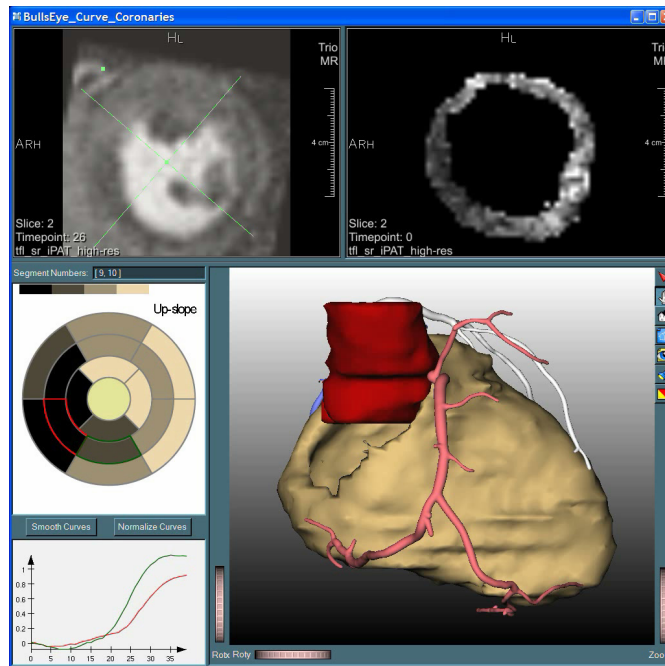 BullsEye_Curve_Coronaries
HL
Trio
MR
ARH
4 cm
Slice: 2
Timepoint: 26
tfl_sr_iPAT_high-res
HL
Trio
MR
ARH
4 cm
Slice: 2
Timepoint: 0
tfl_sr_iPAT_high-res
Segment Numbers: [ 9, 10 ]
Up-slope
Smooth Curves
Normalize Curves
1
0.8
0.6
0.4
0.2
0
0 5 10 15 20 25 30 35
Rotx Roty
Zoo